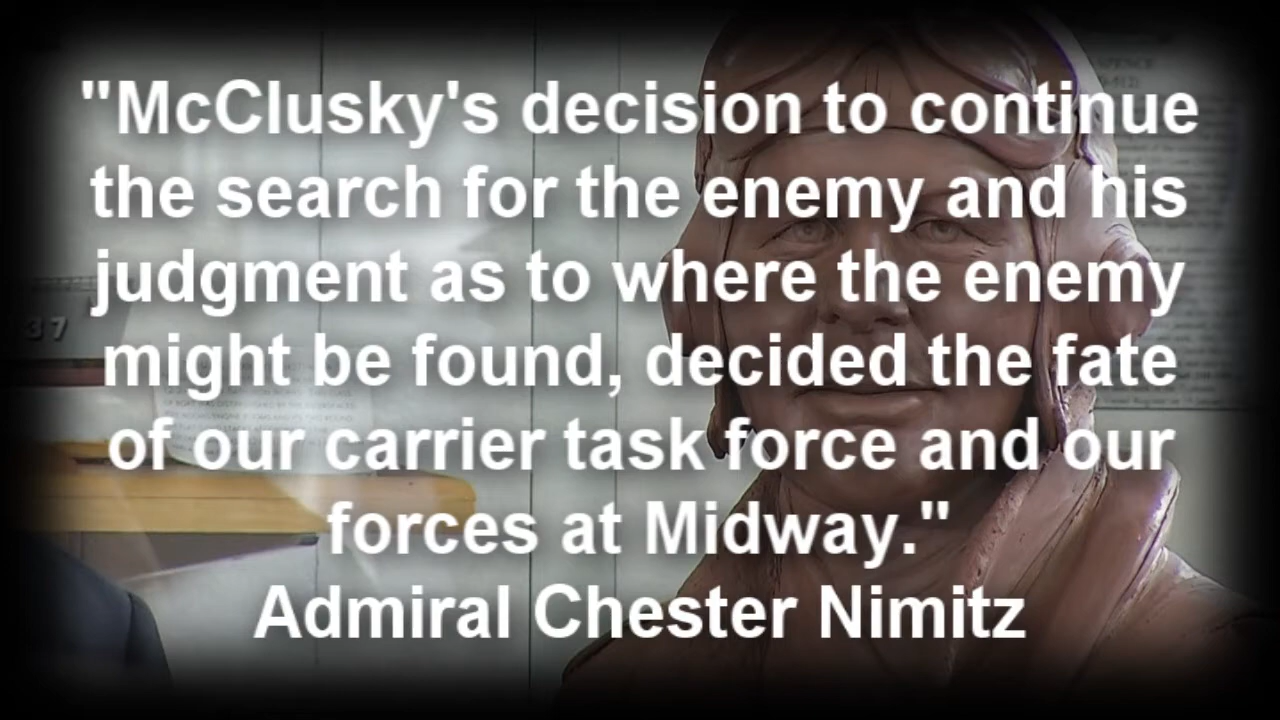 "McClusky's decision to continue
the search for the enemy and his
judgment as to where the enemy
might be found, decided the fate
of our carrier task force and our
forces at Midway."
Admiral Chester Nimitz
37